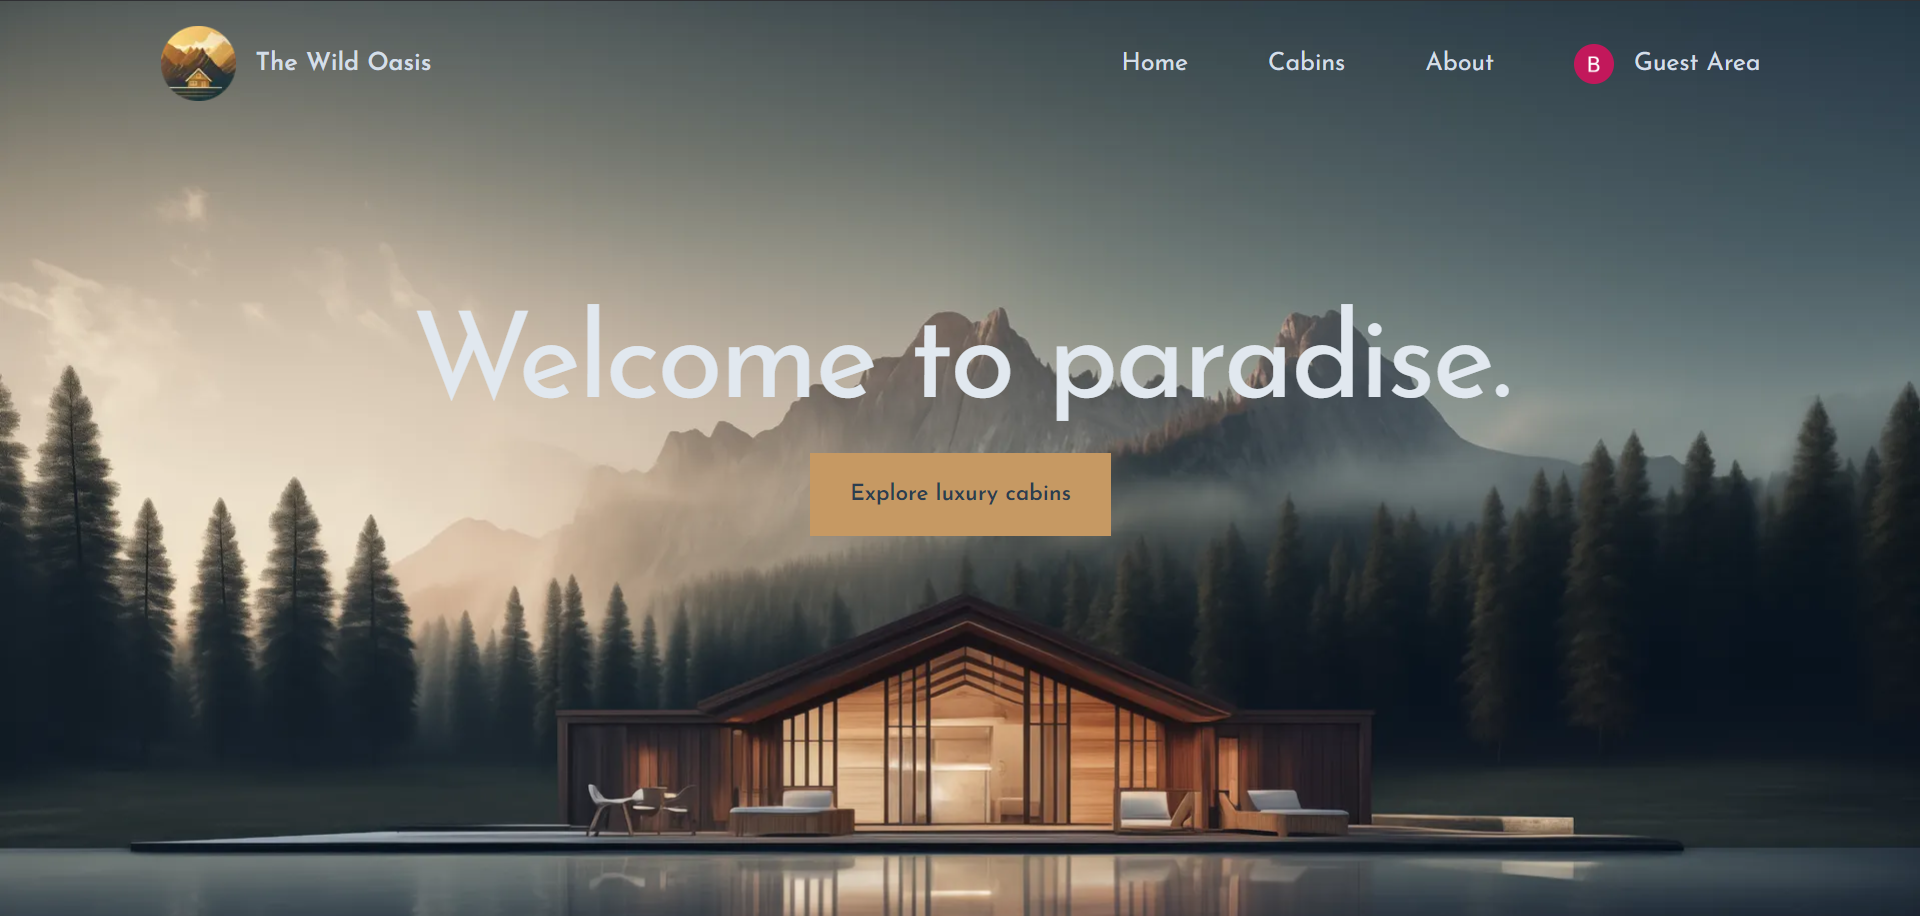 The Wild Oasis
Home Cabins About B Guest Area
Welcome to paradise.
Explore luxury cabins